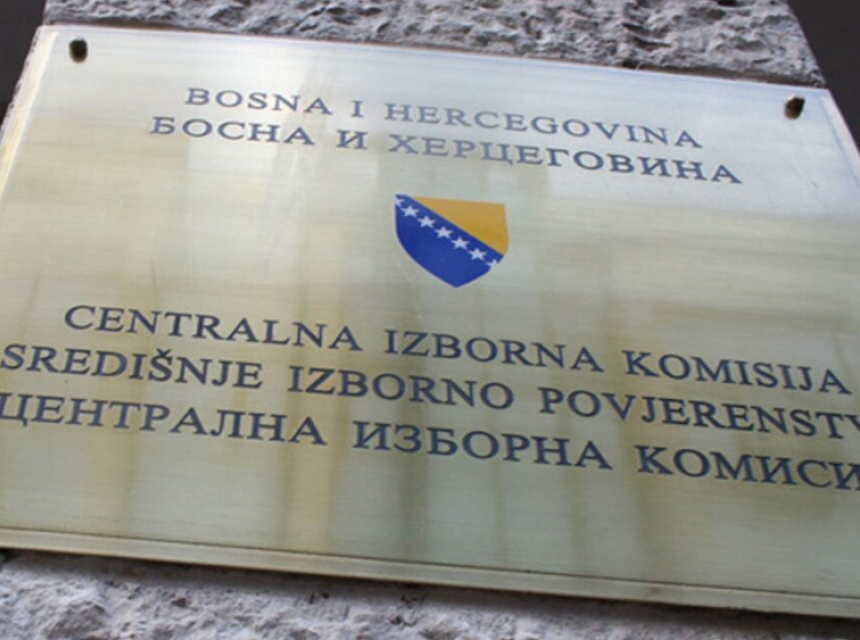 BOSNA I HERCEGOVINA
БОСНА И ХЕРЦЕГОВИНА
CENTRALNA IZBORNA KOMISIJA
SREDIŠNJE IZBORNO POVJERENSTV
ЦЕНТРАЛНА ИЗБОРНА КОМИСИ